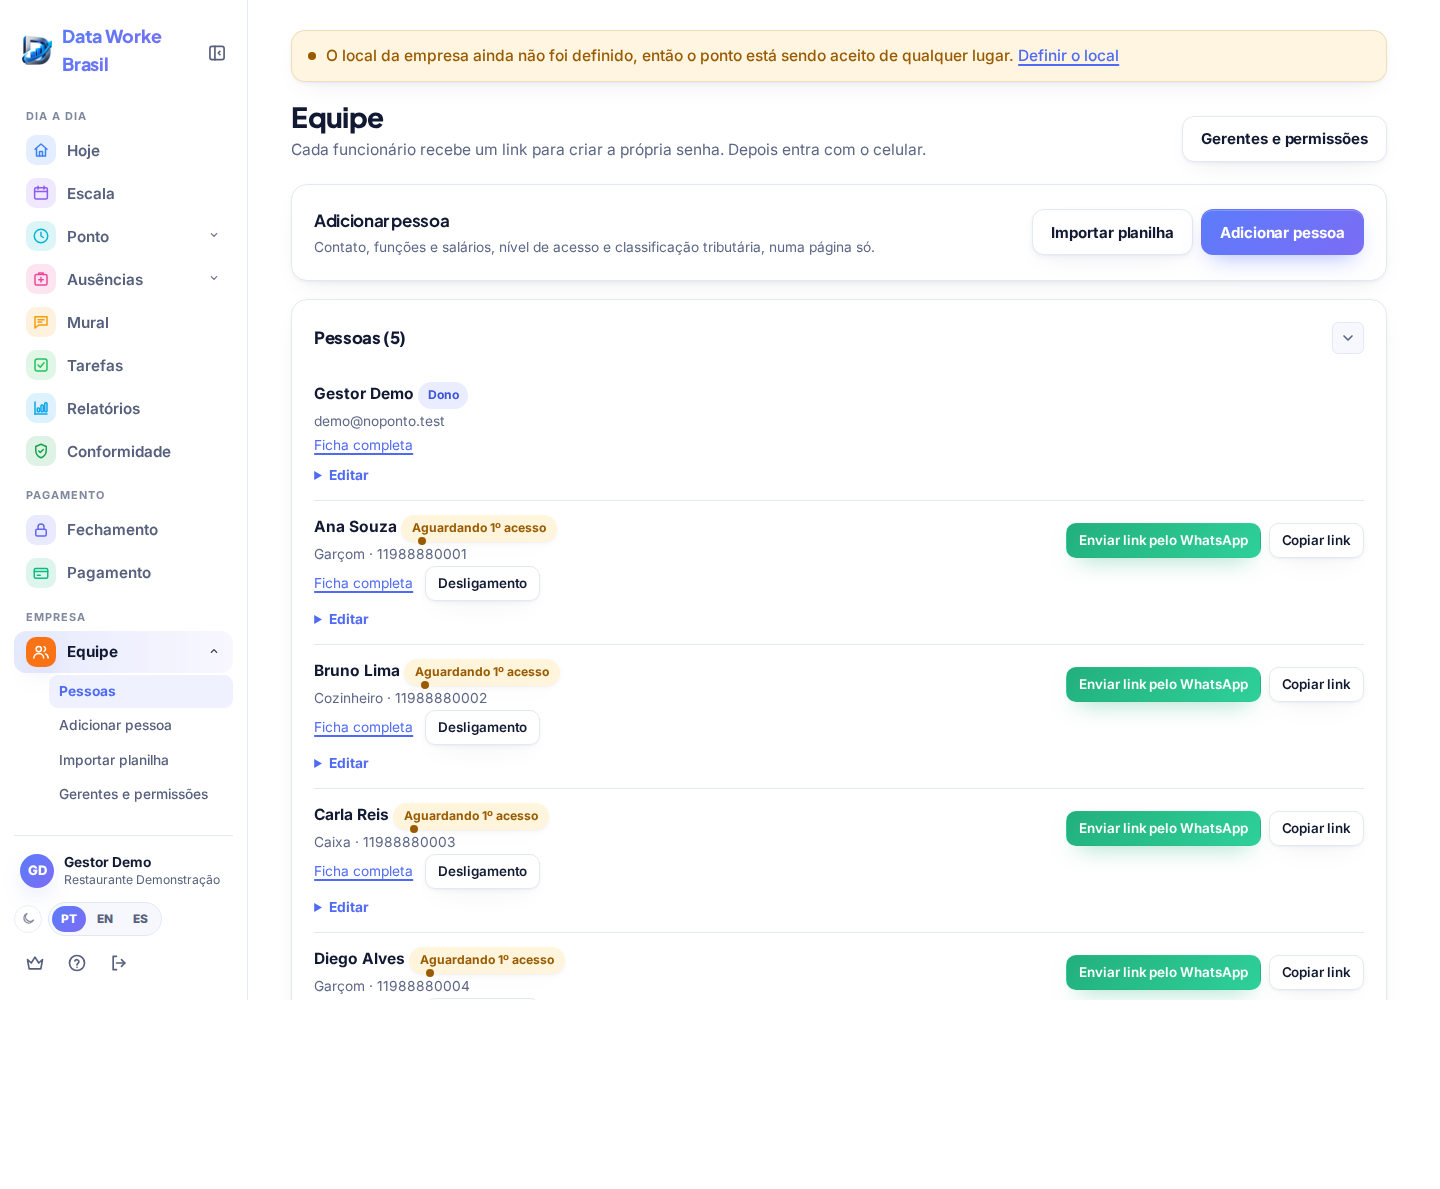 Data Worke
Brasil
DIA A DIA
Hoje
Escala
Ponto
Ausências
Mural
Tarefas
Relatórios
Conformidade
PAGAMENTO
Fechamento
Pagamento
EMPRESA
Equipe
Pessoas
Adicionar pessoa
Importar planilha
Gerentes e permissões
GD
Gestor Demo
Restaurante Demonstração
PT EN ES
O local da empresa ainda não foi definido, então o ponto está sendo aceito de qualquer lugar. Definir o local
Equipe
Cada funcionário recebe um link para criar a própria senha. Depois entra com o celular.
Gerentes e permissões
Adicionar pessoa
Contato, funções e salários, nível de acesso e classificação tributária, numa página só.
Importar planilha
Adicionar pessoa
Pessoas (5)
Gestor Demo Dono
demo@noponto.test
Ficha completa
Editar
Ana Souza Aguardando 1º acesso
Garçom · 11988880001
Ficha completa Desligamento
Editar
Enviar link pelo WhatsApp Copiar link
Bruno Lima Aguardando 1º acesso
Cozinheiro · 11988880002
Ficha completa Desligamento
Editar
Enviar link pelo WhatsApp Copiar link
Carla Reis Aguardando 1º acesso
Caixa · 11988880003
Ficha completa Desligamento
Editar
Enviar link pelo WhatsApp Copiar link
Diego Alves Aguardando 1º acesso
Garçom · 11988880004
Enviar link pelo WhatsApp Copiar link